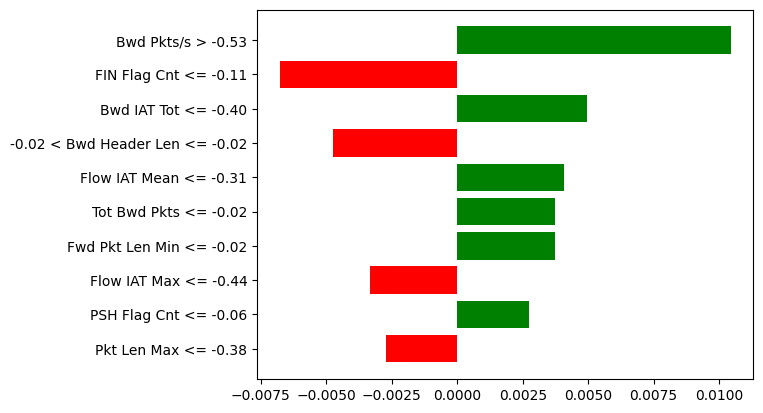 Bwd Pkts/s > -0.53
FIN Flag Cnt <= -0.11
Bwd IAT Tot <= -0.40
-0.02 < Bwd Header Len <= -0.02
Flow IAT Mean <= -0.31
Tot Bwd Pkts <= -0.02
Fwd Pkt Len Min <= -0.02
Flow IAT Max <= -0.44
PSH Flag Cnt <= -0.06
Pkt Len Max <= -0.38
−0.0075 −0.0050 −0.0025 0.0000 0.0025 0.0050 0.0075 0.0100